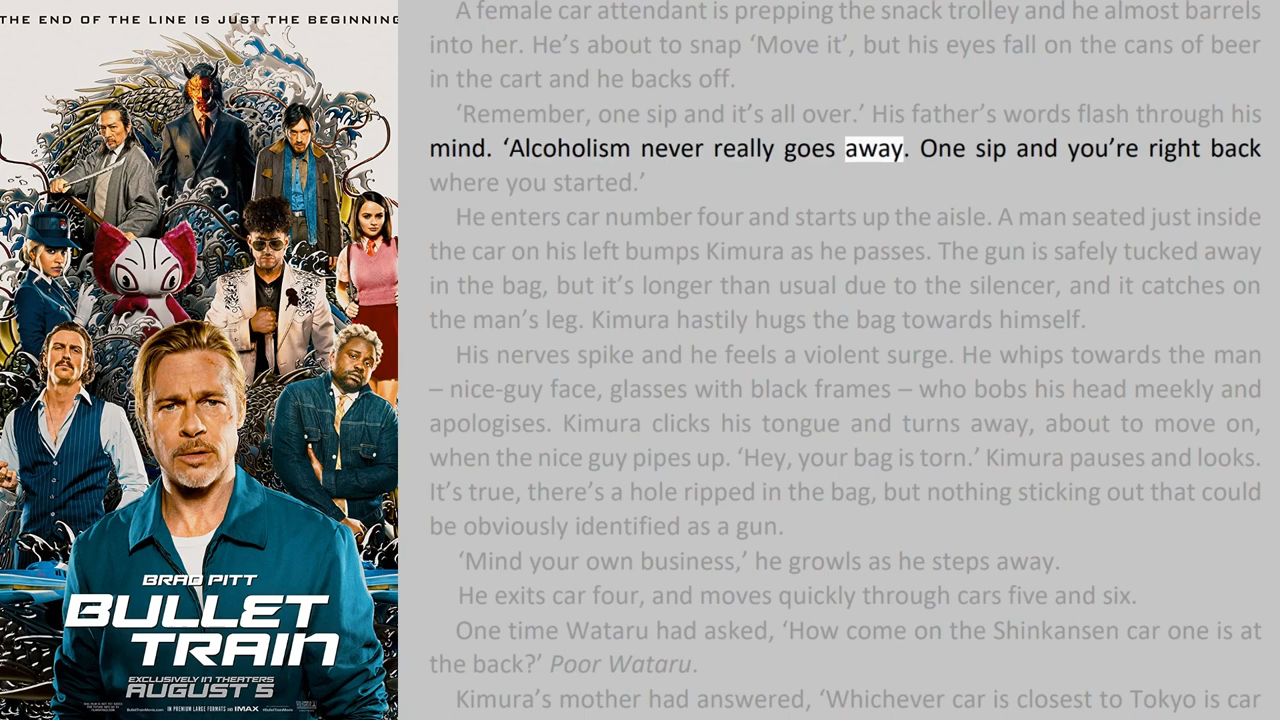 THE END OF THE LINE IS JUST THE BEGINNING
BRAD PITT
BULLET
TRAIN
EXCLUSIVELY IN THEATERS
AUGUST 5
BulletTrainMovie.com
IN PREMIUM LARGE FORMATS AND IMAX
#BulletTrainMovie
A female car attendant is prepping the snack trolley and he almost barrels
into her. He’s about to snap ‘Move it’, but his eyes fall on the cans of beer
in the cart and he backs off.
‘Remember, one sip and it’s all over.’ His father’s words flash through his
mind. ‘Alcoholism never really goes away. One sip and you’re right back
where you started.’
He enters car number four and starts up the aisle. A man seated just inside
the car on his left bumps Kimura as he passes. The gun is safely tucked away
in the bag, but it’s longer than usual due to the silencer, and it catches on
the man’s leg. Kimura hastily hugs the bag towards himself.
His nerves spike and he feels a violent surge. He whips towards the man
– nice-guy face, glasses with black frames – who bobs his head meekly and
apologises. Kimura clicks his tongue and turns away, about to move on,
when the nice guy pipes up. ‘Hey, your bag is torn.’ Kimura pauses and looks.
It’s true, there’s a hole ripped in the bag, but nothing sticking out that could
be obviously identified as a gun.
‘Mind your own business,’ he growls as he steps away.
He exits car four, and moves quickly through cars five and six.
One time Wataru had asked, ‘How come on the Shinkansen car one is at
the back?’ Poor Wataru.
Kimura’s mother had answered, ‘Whichever car is closest to Tokyo is car